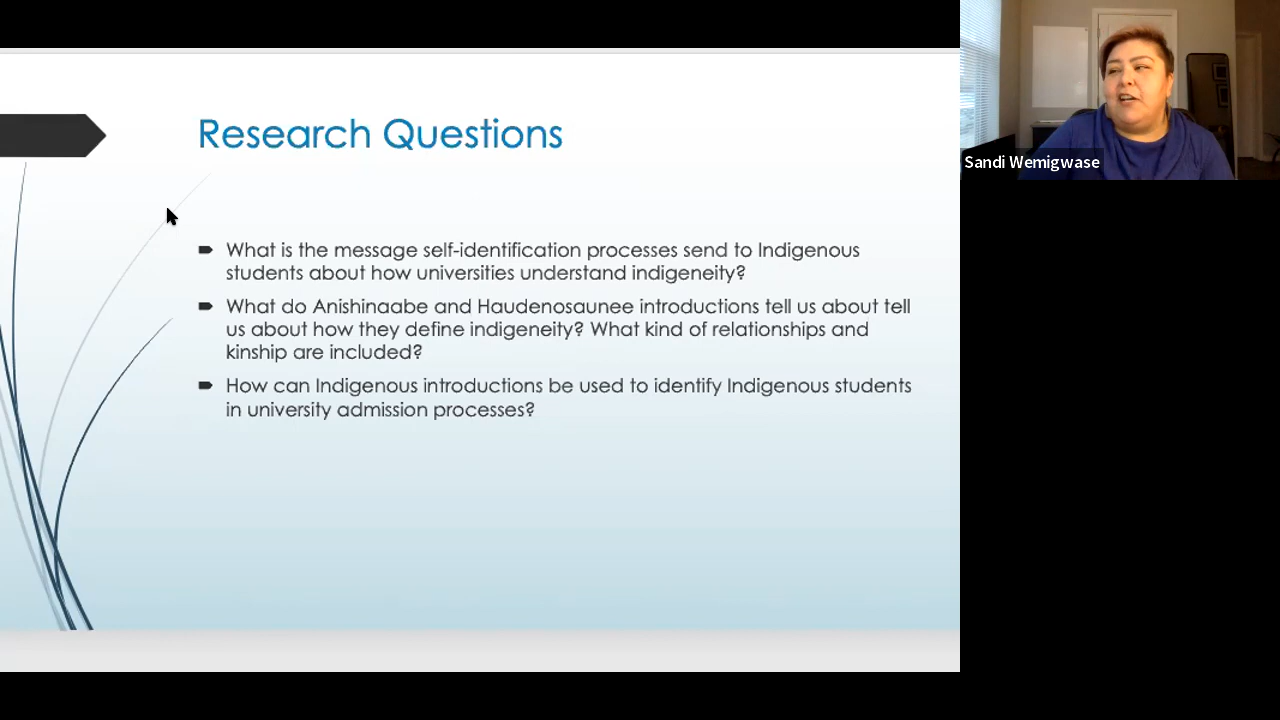 Research Questions
What is the message self-identification processes send to Indigenous
students about how universities understand indigeneity?
What do Anishinaabe and Haudenosaunee introductions tell us about tell
us about how they define indigeneity? What kind of relationships and
kinship are included?
How can Indigenous introductions be used to identify Indigenous students
in university admission processes?
Sandi Wemigwase